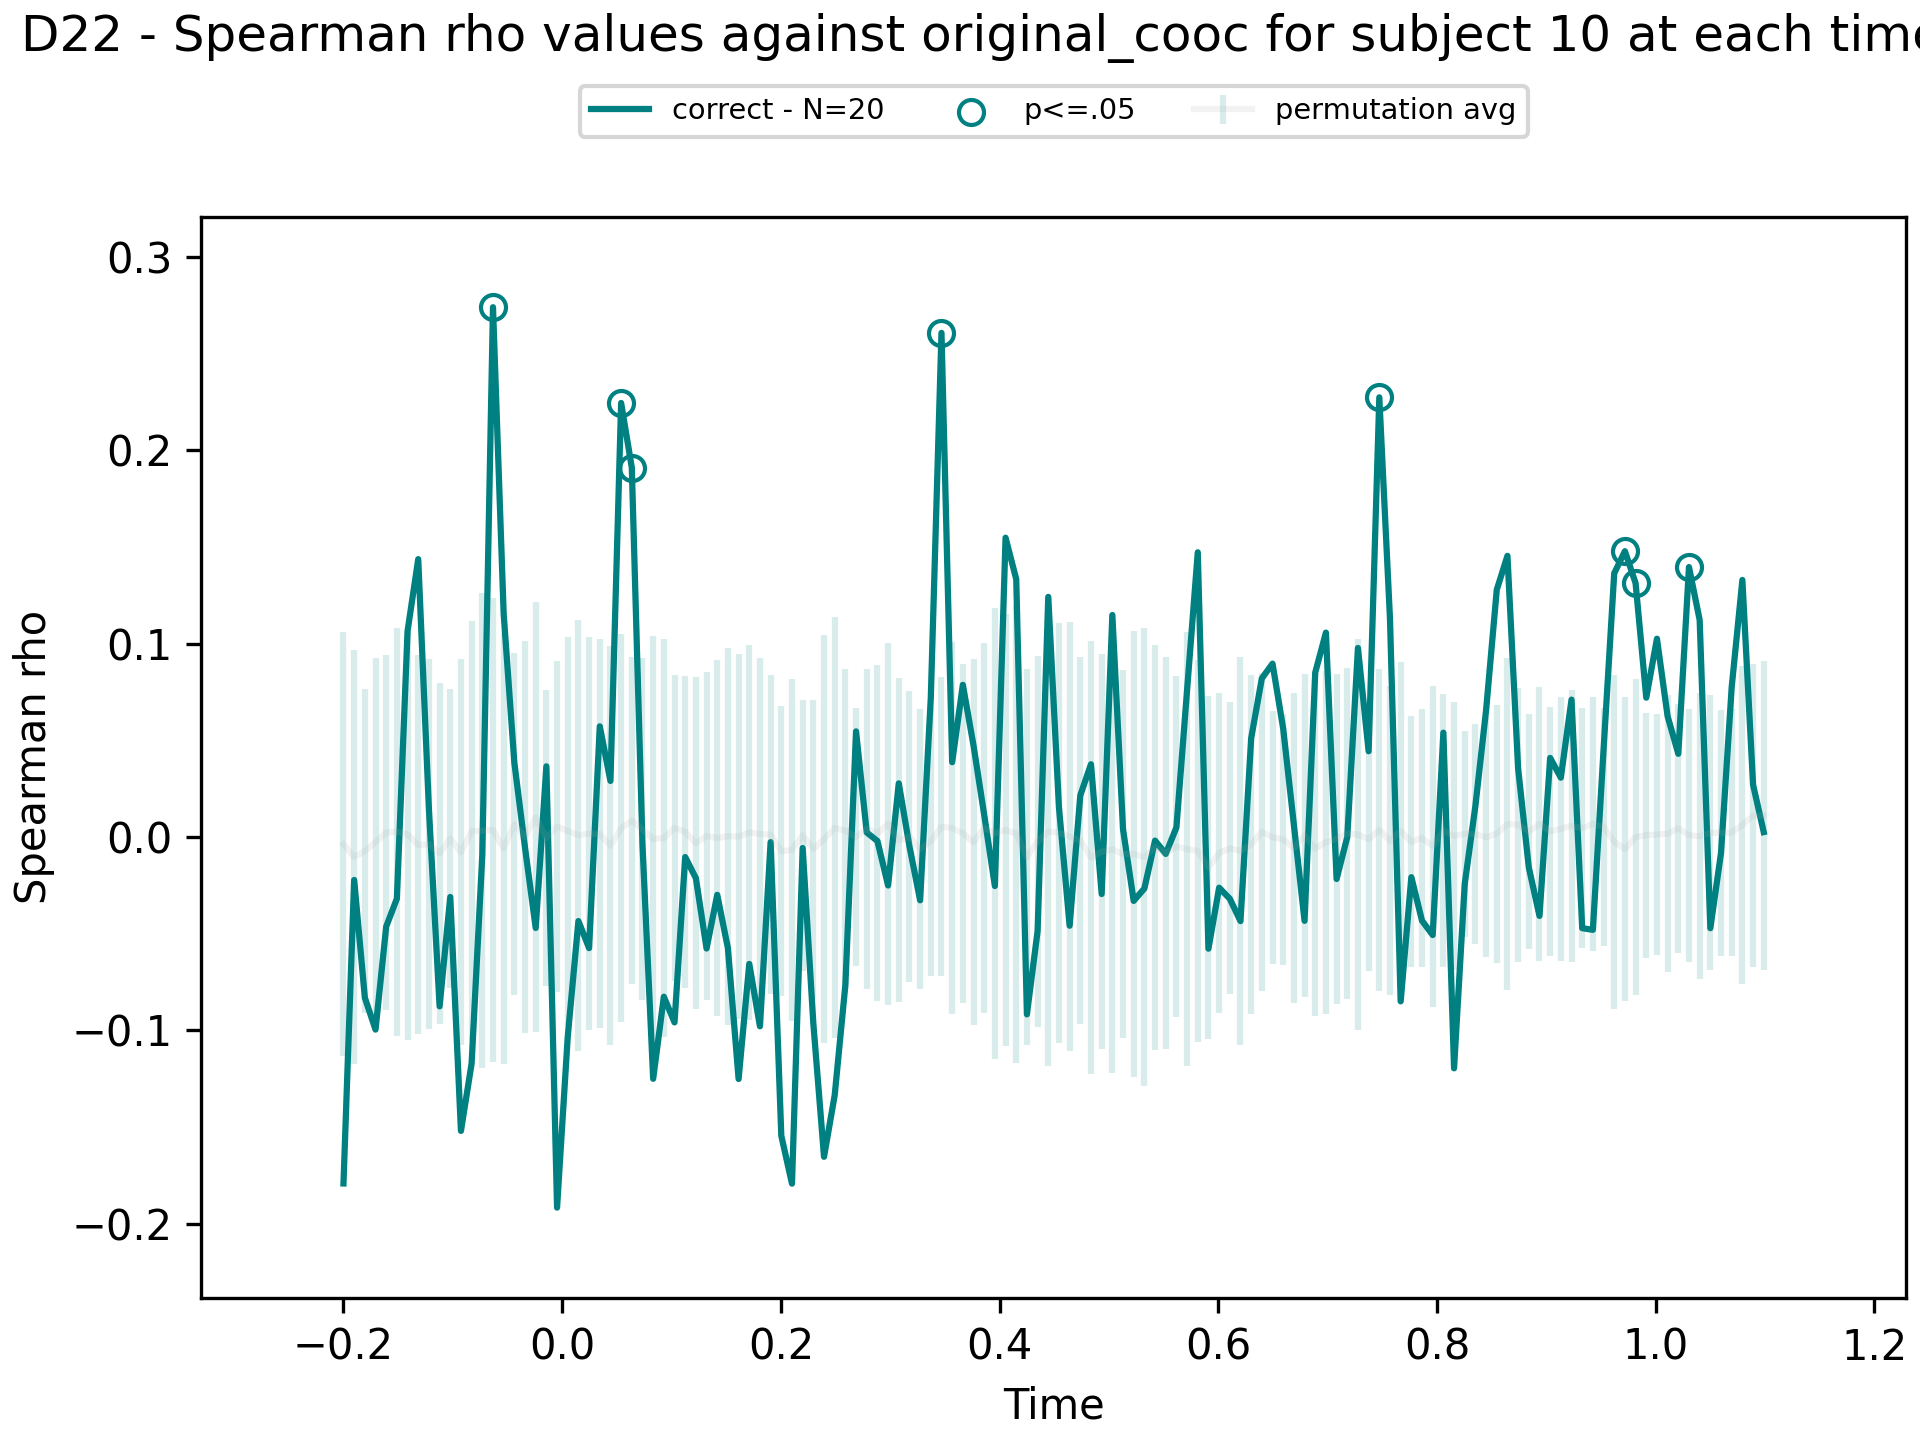 D22 - Spearman rho values against original_cooc for subject 10 at each time
correct - N=20 p<=.05 permutation avg
0.3
0.2
0.1
0.0
−0.1
−0.2
Spearman rho
−0.2 0.0 0.2 0.4 0.6 0.8 1.0 1.2
Time